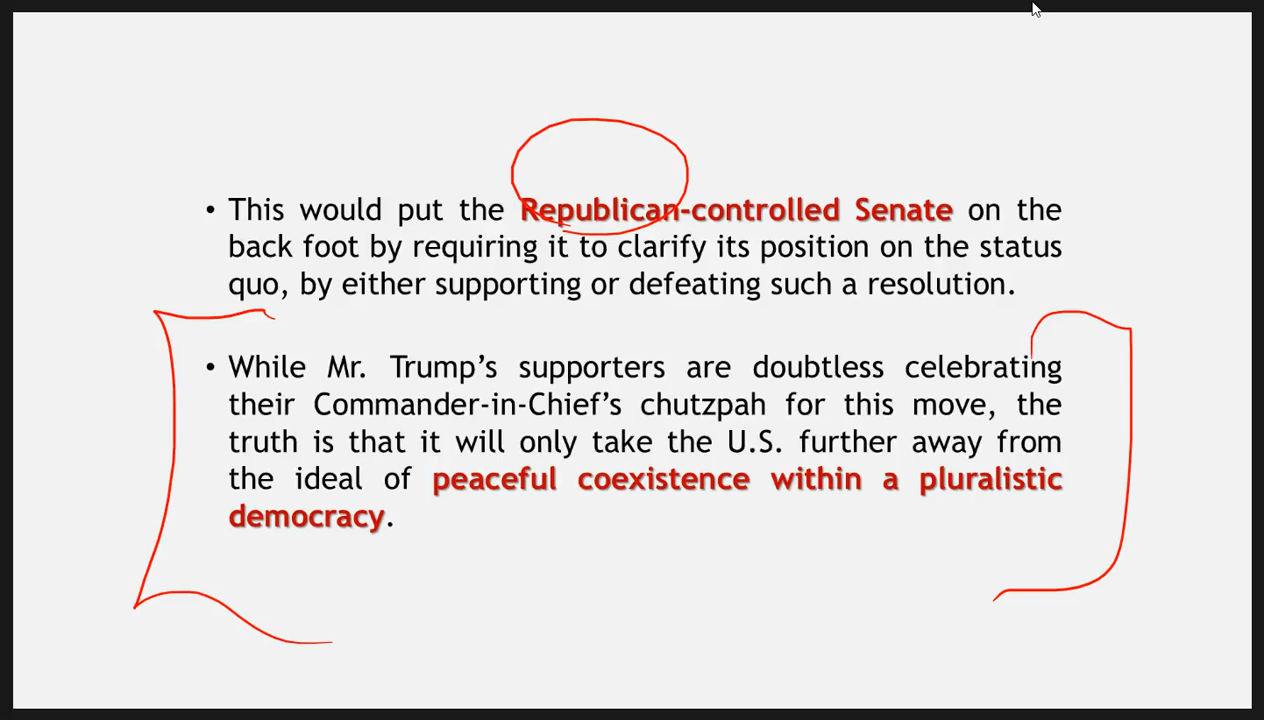 • This would put the Republican-controlled Senate on the
back foot by requiring it to clarify its position on the status
quo, by either supporting or defeating such a resolution.
• While Mr. Trump’s supporters are doubtless celebrating
their Commander-in-Chief’s chutzpah for this move, the
truth is that it will only take the U.S. further away from
the ideal of peaceful coexistence within a pluralistic
democracy.